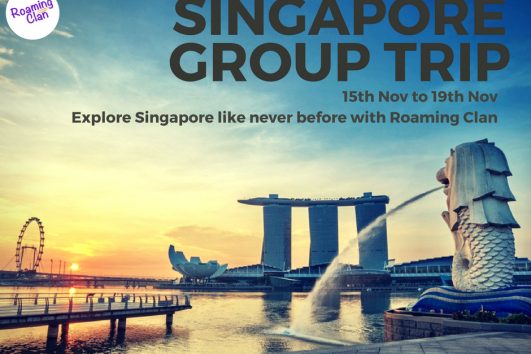 Roaming
Clan
SINGAPORE
GROUP TRIP
15th Nov to 19th Nov
Explore Singapore like never before with Roaming Clan